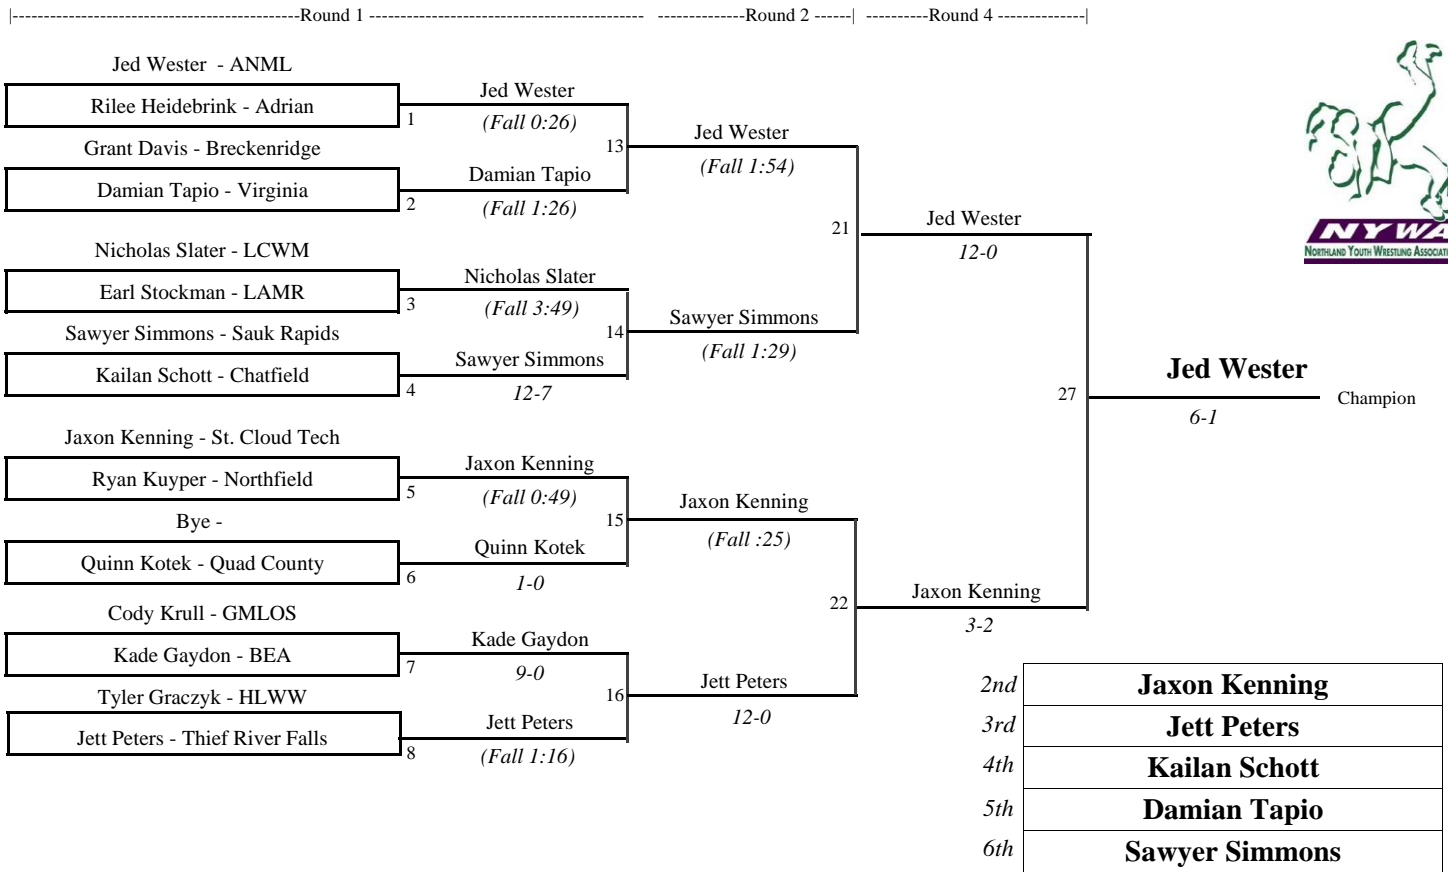 |-----------------------------------------------Round 1 --------------------------------------------- --------------Round 2 ------| ----------Round 4 --------------|
Jed Wester - ANML
Rilee Heidebrink - Adrian
1
Jed Wester
(Fall 0:26)
Grant Davis - Breckenridge
Damian Tapio - Virginia
2
Damian Tapio
(Fall 1:26)
13
Jed Wester
(Fall 1:54)
Nicholas Slater - LCWM
Earl Stockman - LAMR
3
Nicholas Slater
(Fall 3:49)
Sawyer Simmons - Sauk Rapids
Kailan Schott - Chatfield
4
Sawyer Simmons
12-7
14
Sawyer Simmons
(Fall 1:29)
21
Jed Wester
12-0
Jaxon Kenning - St. Cloud Tech
Ryan Kuyper - Northfield
5
Jaxon Kenning
(Fall 0:49)
Bye -
Quinn Kotek - Quad County
6
Quinn Kotek
1-0
15
Jaxon Kenning
(Fall :25)
Cody Krull - GMLOS
Kade Gaydon - BEA
7
Kade Gaydon
9-0
Tyler Graczyk - HLWW
Jett Peters - Thief River Falls
8
Jett Peters
(Fall 1:16)
16
Jett Peters
12-0
22
Jaxon Kenning
3-2
27
Jed Wester
6-1
Champion
NYWA
NORTHLAND YOUTH WRESTLING ASSOCIATI
2nd Jaxon Kenning
3rd Jett Peters
4th Kailan Schott
5th Damian Tapio
6th Sawyer Simmons